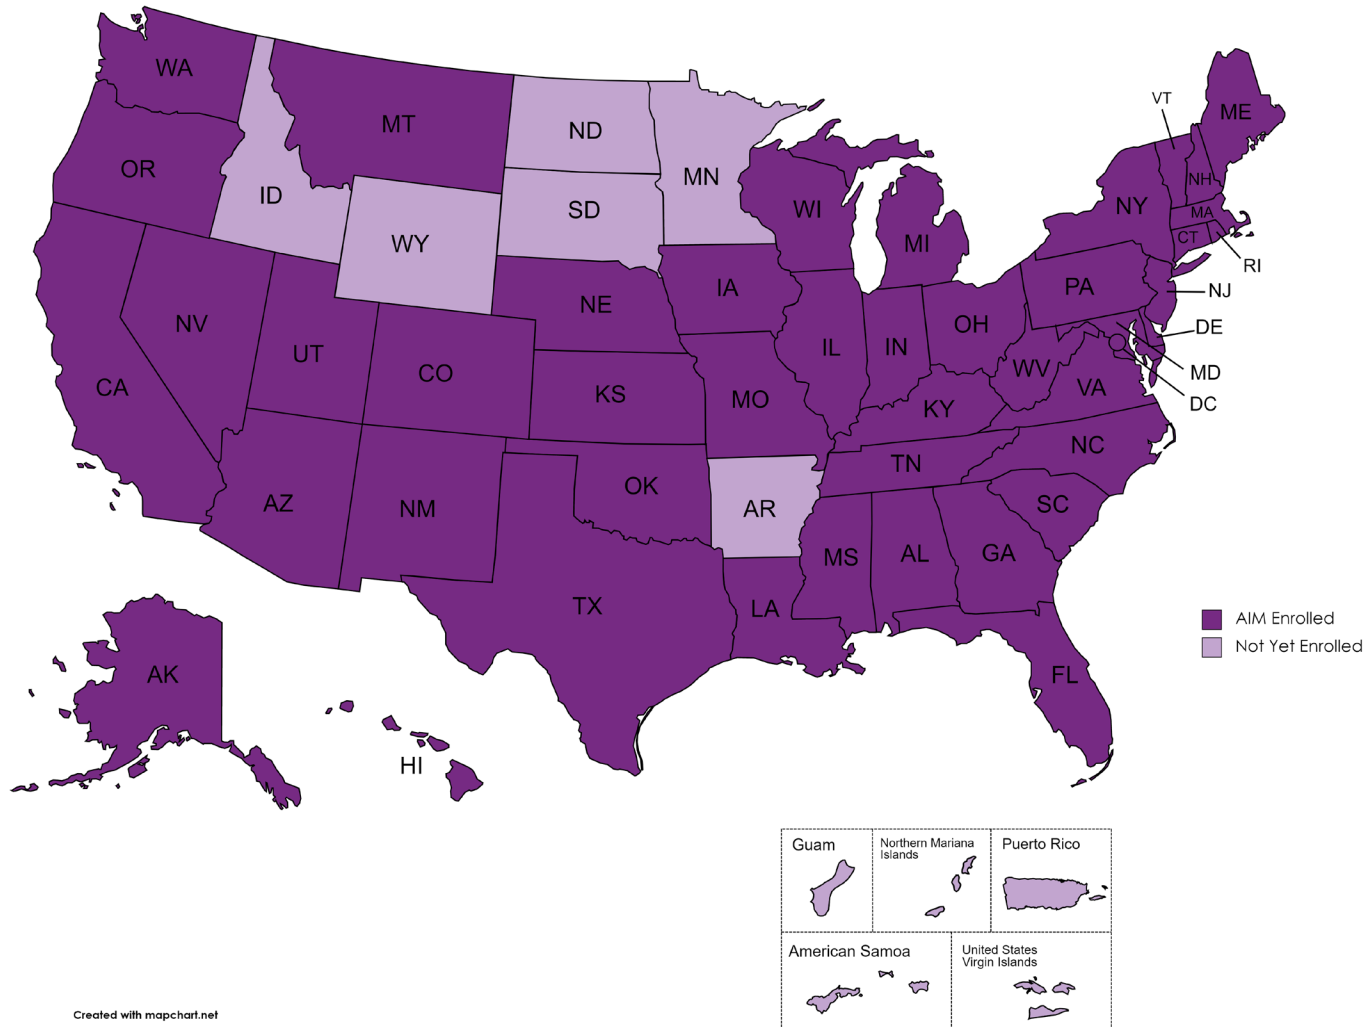 WA
MT
ND
MN
OR
ID
SD
WY
WI
MI
VT
ME
NH
NY
MA
CT
RI
NV
UT
CO
NE
IA
PA
NJ
DE
MD
DC
CA
KS
MO
IL
IN
OH
WV
VA
KY
NC
TN
AZ
NM
OK
AR
SC
MS
AL
GA
TX
LA
FL
AK
HI
AIM Enrolled
Not Yet Enrolled
Guam
Northern Mariana
Islands
Puerto Rico
American Samoa
United States
Virgin Islands
Created with mapchart.net